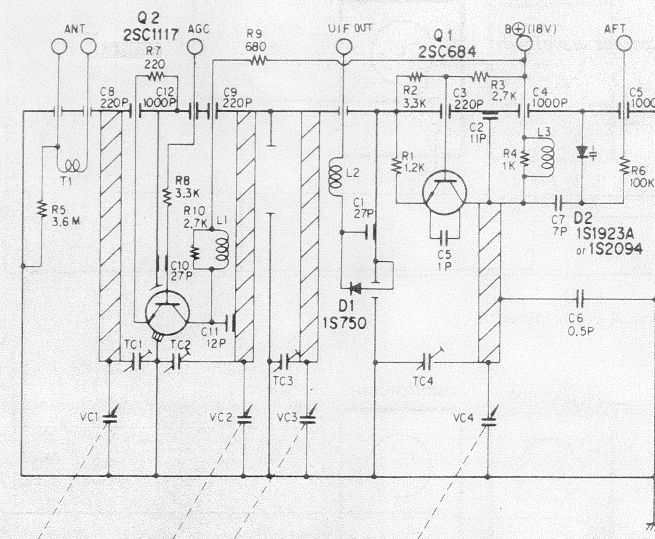 ANT
Q2
2SC1117
AGC
R9
680
UIF OUT
Q1
2SC684
B⊕(18V)
AFT
R7
220
C8
220P
C12
1000P
C9
220P
R2
3.3K
C3
220P
R3
2.7K
C4
1000P
C5
1000P
C2
11P
T1
R8
3.3K
L2
R1
1.2K
R4
1K
L3
R6
100K
R5
3.6M
R10
2.7K
L1
C1
27P
C7
7P
D2
1S1923A
or 1S2094
C10
27P
C5
1P
D1
1S750
C11
12P
C6
0.5P
TC1
TC2
TC3
TC4
VC1
VC2
VC3
VC4